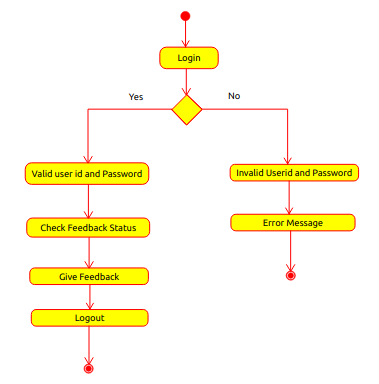 Login
Yes
No
Valid user id and Password
Invalid Userid and Password
Check Feedback Status
Error Message
Give Feedback
Logout